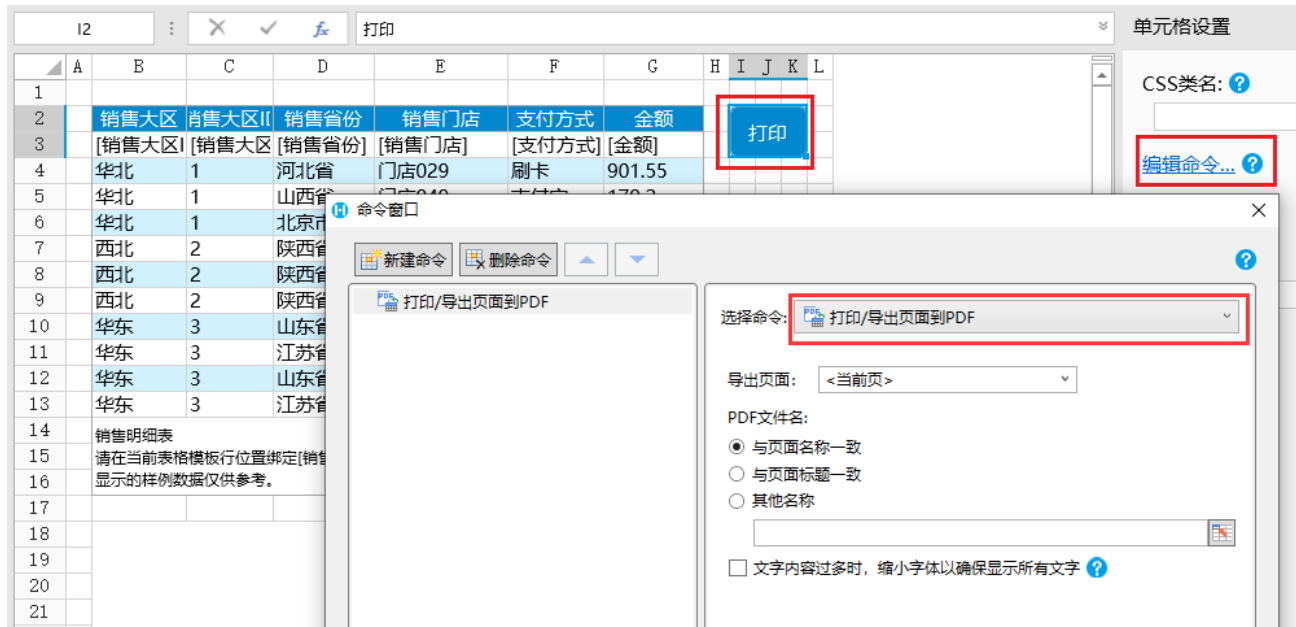 I2 fx 打印 单元格设置
A B C D E F G H I J K L
CSS类名:
1
2 销售大区 肖售大区II 销售省份 销售门店 支付方式 金额
打印
3 [销售大区I [销售大区 [销售省份] [销售门店] [支付方式] [金额]
编辑命令...
4 华北 1 河北省 门店029 刷卡 901.55
5 华北 1 山西省
命令窗口
6 华北 1 北京市
7 西北 2 陕西省
新建命令 删除命令
8 西北 2 陕西省
9 西北 2 陕西省
打印/导出页面到PDF
选择命令: 打印/导出页面到PDF
10 华东 3 山东省
11 华东 3 江苏省
12 华东 3 山东省
导出页面: <当前页>
13 华东 3 江苏省
PDF文件名:
14 销售明细表
与页面名称一致
15 请在当前表格模板行位置绑定[销售
与页面标题一致
16 显示的样例数据仅供参考。
其他名称
17
18
19
文字内容过多时，缩小字体以确保显示所有文字
20
21